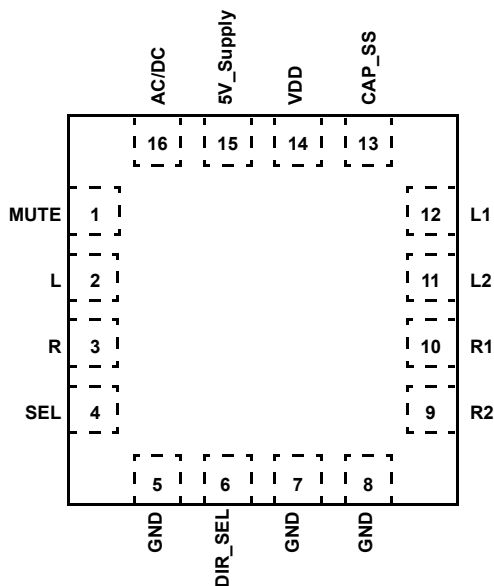 AC/DC 5V_Supply VDD CAP_SS
16 15 14 13
MUTE 1 12 L1
L 2 11 L2
R 3 10 R1
SEL 4 9 R2
5 6 7 8
GND DIR_SEL GND GND